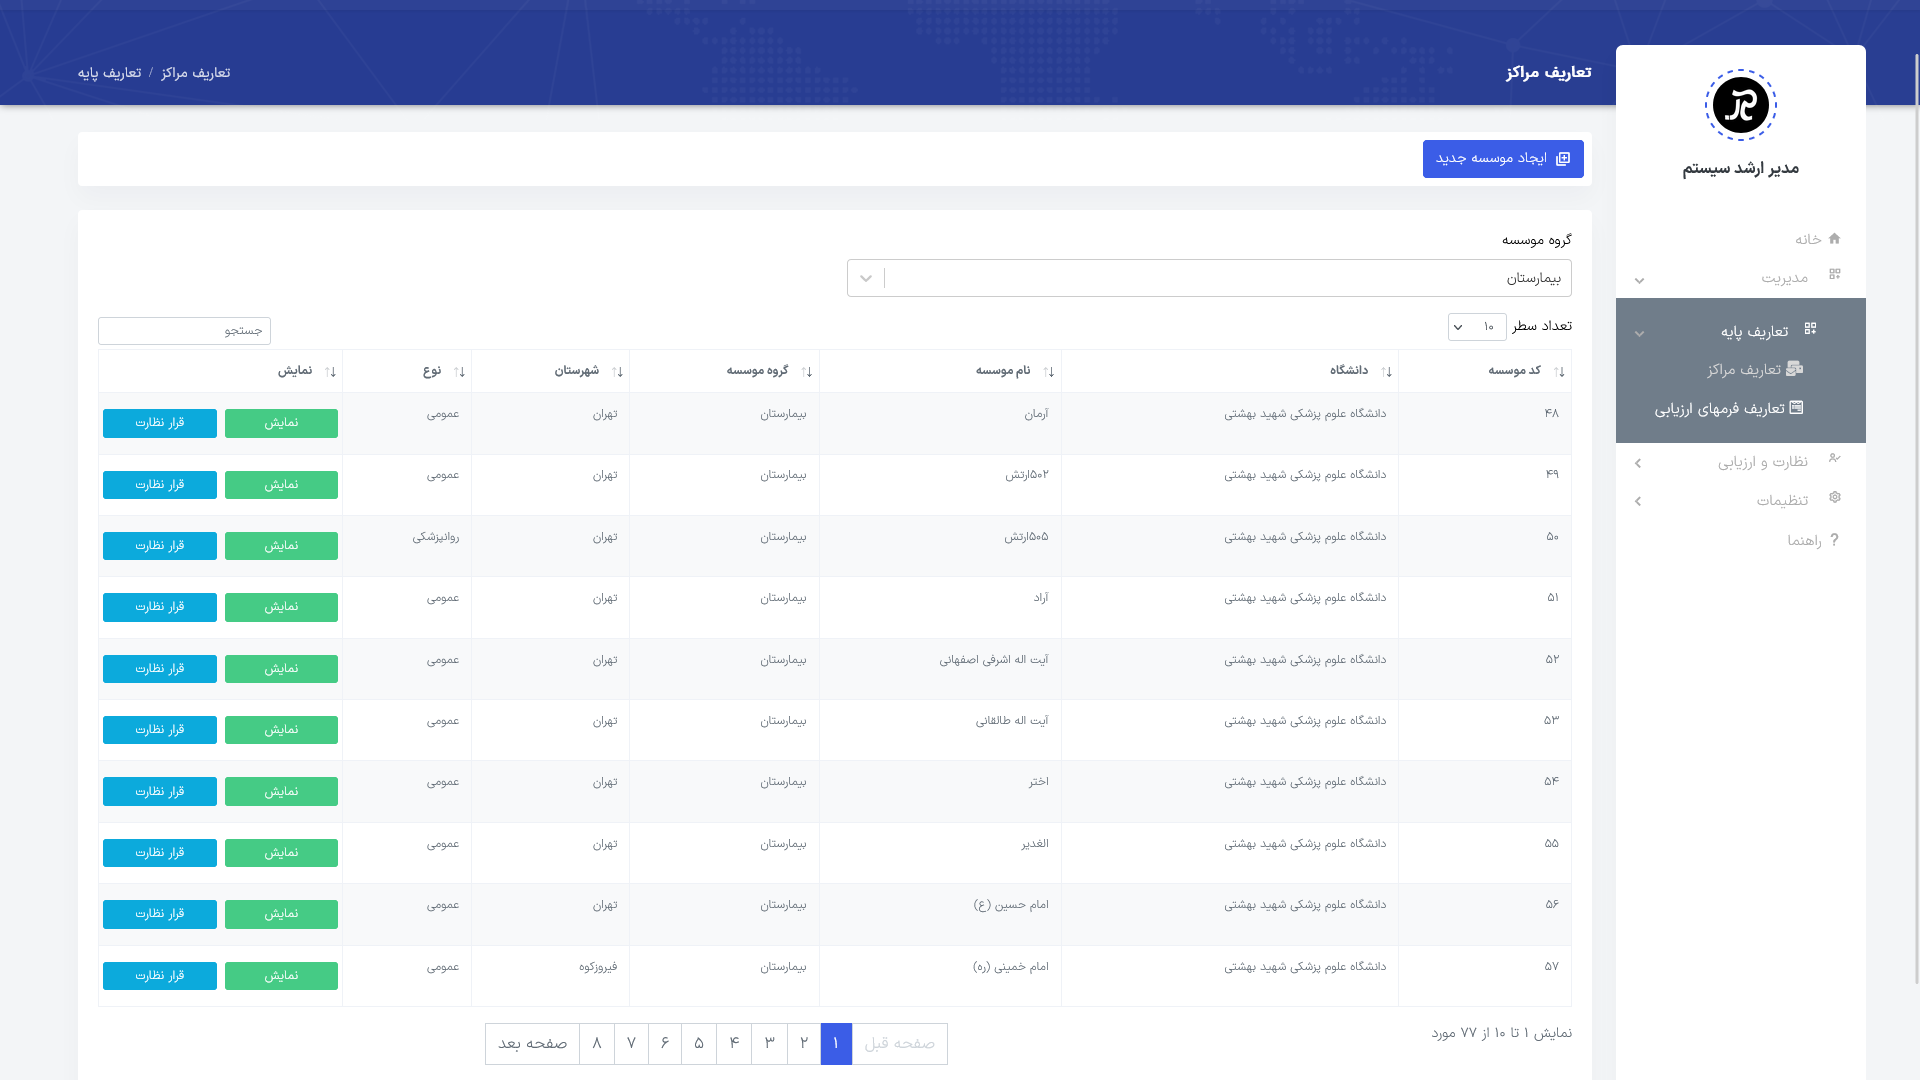 تعاریف مراکز
تعاریف مراکز / تعاریف پایه
مدیر ارشد سیستم
خانه
مدیریت
تعاریف پایه
تعاریف مراکز
تعاریف فرمهای ارزیابی
نظارت و ارزیابی
تنظیمات
راهنما
ایجاد موسسه جدید
گروه موسسه
بیمارستان
تعداد سطر ۱۰
جستجو
کد موسسه دانشگاه نام موسسه گروه موسسه شهرستان نوع نمایش
۴۸ دانشگاه علوم پزشکی شهید بهشتی آرمان بیمارستان تهران عمومی نمایش قرار نظارت
۴۹ دانشگاه علوم پزشکی شهید بهشتی ۵۰۲ارتش بیمارستان تهران عمومی نمایش قرار نظارت
۵۰ دانشگاه علوم پزشکی شهید بهشتی ۵۰۵ارتش بیمارستان تهران روانپزشکی نمایش قرار نظارت
۵۱ دانشگاه علوم پزشکی شهید بهشتی آراد بیمارستان تهران عمومی نمایش قرار نظارت
۵۲ دانشگاه علوم پزشکی شهید بهشتی آیت اله اشرفی اصفهانی بیمارستان تهران عمومی نمایش قرار نظارت
۵۳ دانشگاه علوم پزشکی شهید بهشتی آیت اله طالقانی بیمارستان تهران عمومی نمایش قرار نظارت
۵۴ دانشگاه علوم پزشکی شهید بهشتی اختر بیمارستان تهران عمومی نمایش قرار نظارت
۵۵ دانشگاه علوم پزشکی شهید بهشتی الغدیر بیمارستان تهران عمومی نمایش قرار نظارت
۵۶ دانشگاه علوم پزشکی شهید بهشتی امام حسین (ع) بیمارستان تهران عمومی نمایش قرار نظارت
۵۷ دانشگاه علوم پزشکی شهید بهشتی امام خمینی (ره) بیمارستان فیروزکوه عمومی نمایش قرار نظارت
نمایش ۱ تا ۱۰ از ۷۷ مورد
صفحه قبل ۱ ۲ ۳ ۴ ۵ ۶ ۷ ۸ صفحه بعد